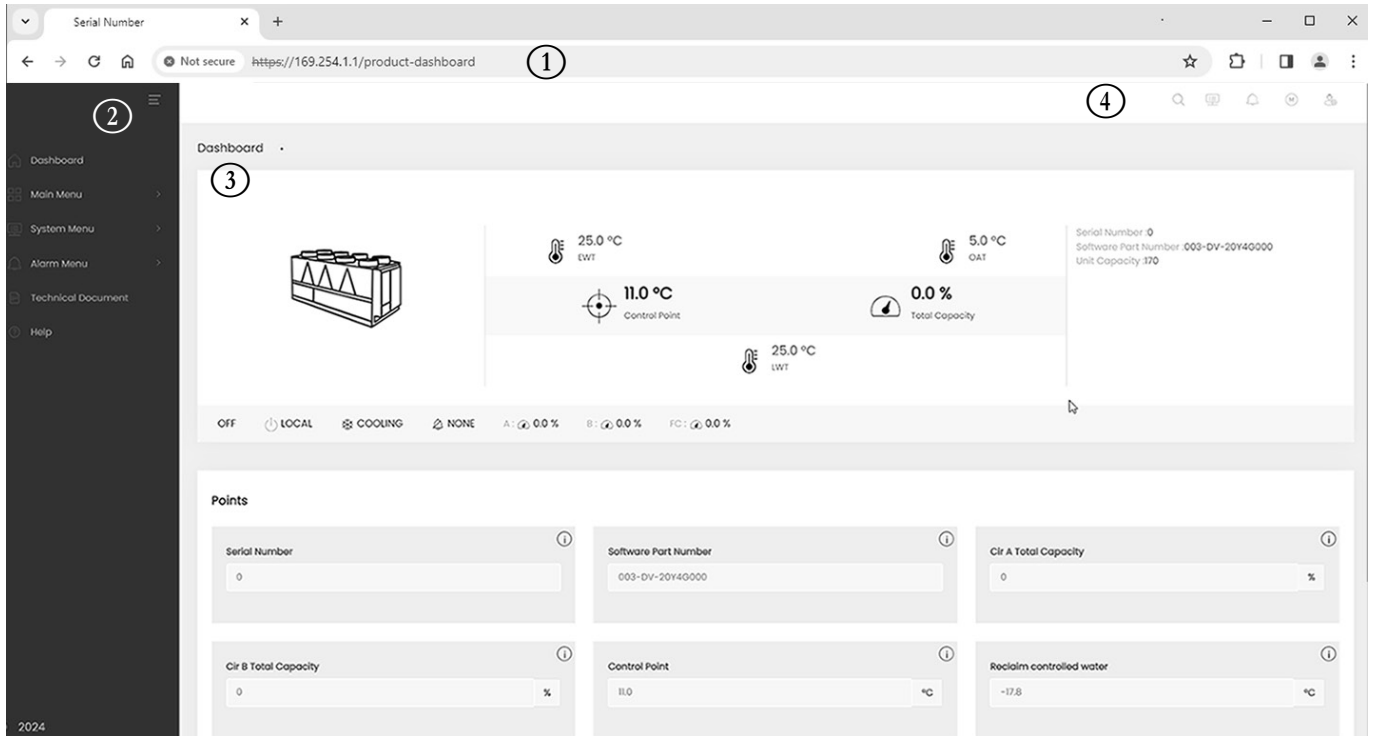 Serial Number
Not secure https://169.254.1.1/product-dashboard
1
2
4
Dashboard
Main Menu
System Menu
Alarm Menu
Technical Document
Help
2024
Dashboard
3
25.0 °C
EWT
5.0 °C
OAT
Serial Number :0
Software Part Number :003-DV-20Y4G000
Unit Capacity :170
11.0 °C
Control Point
0.0 %
Total Capacity
25.0 °C
LWT
OFF LOCAL COOLING NONE A : 0.0 % B : 0.0 % FC : 0.0 %
Points
Serial Number
0
Software Part Number
003-DV-20Y4G000
Cir A Total Capacity
0 %
Cir B Total Capacity
0 %
Control Point
11.0 °C
Reclaim controlled water
-17.8 °C